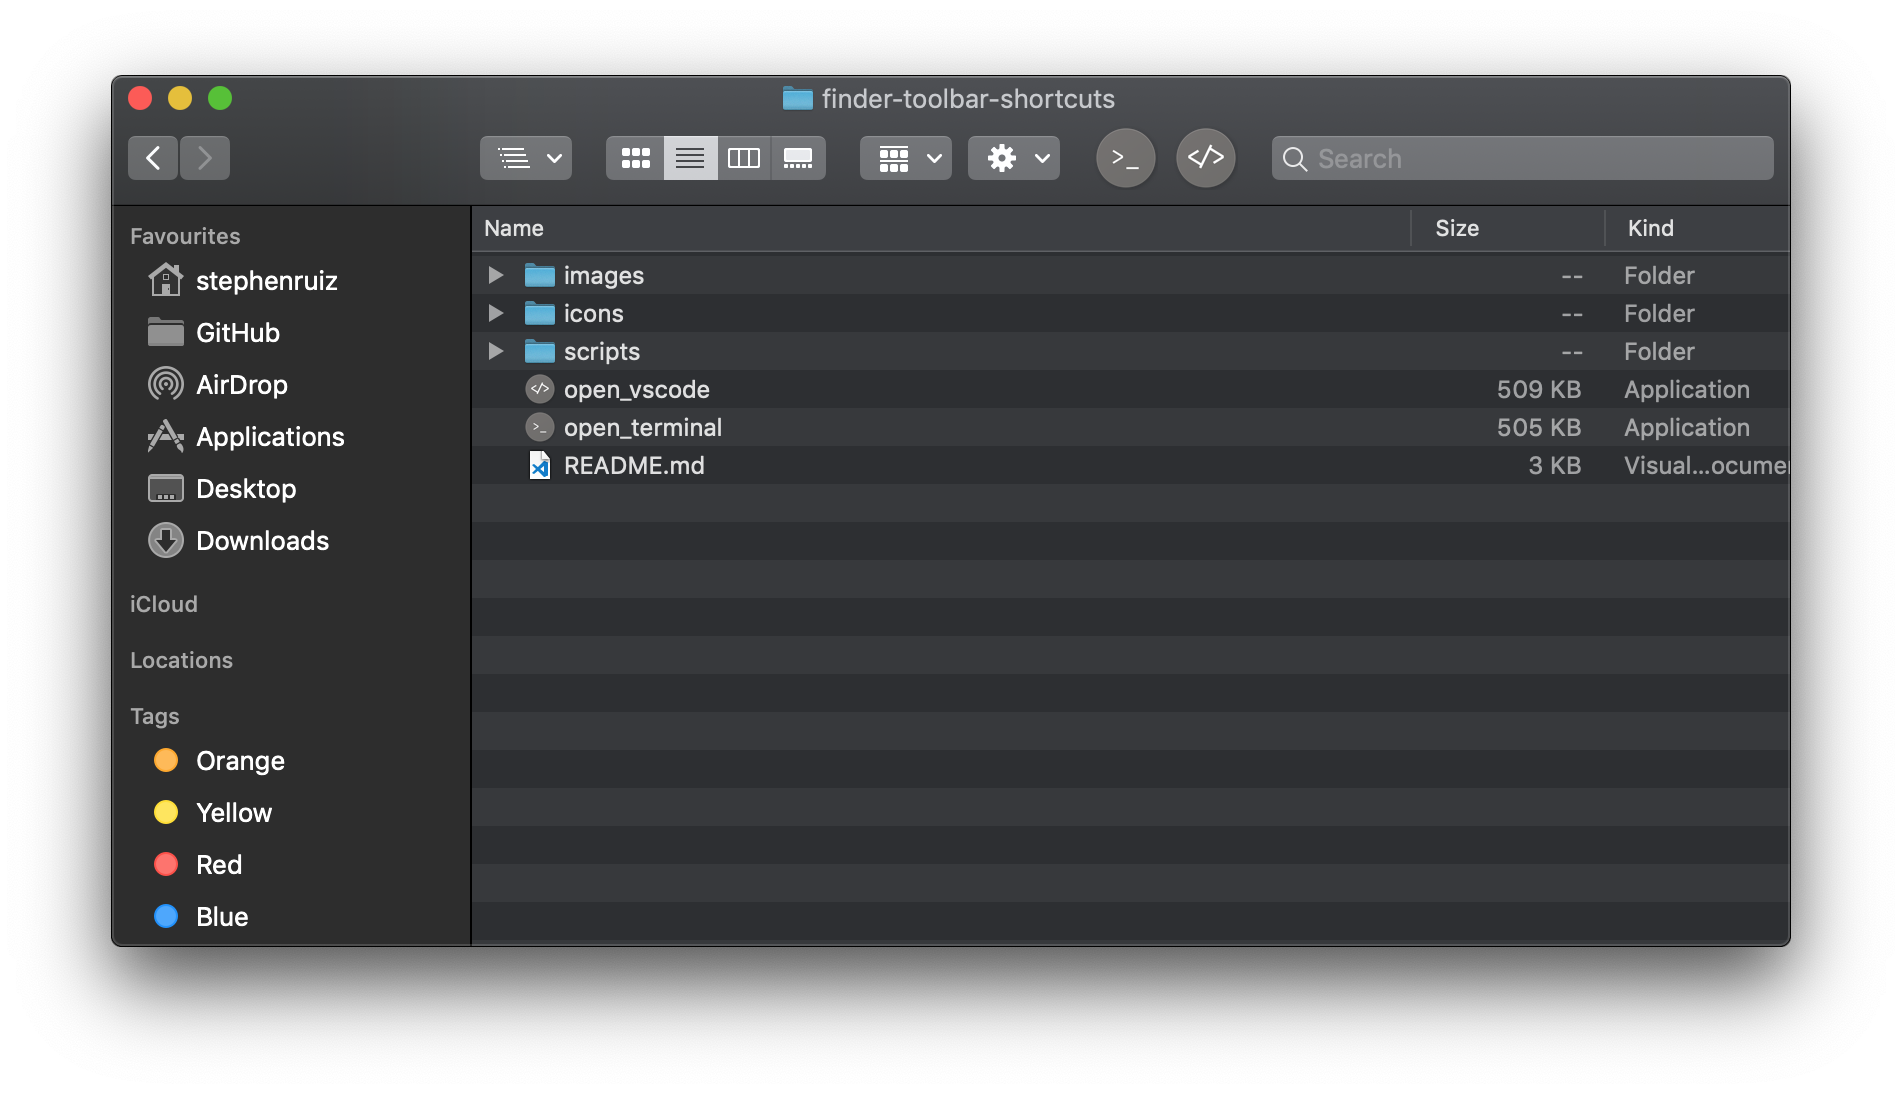 finder-toolbar-shortcuts
>_
</>
Search
Favourites
stephenruiz
GitHub
AirDrop
Applications
Desktop
Downloads
iCloud
Locations
Tags
Orange
Yellow
Red
Blue
Name Size Kind
images -- Folder
icons -- Folder
scripts -- Folder
</> open_vscode 509 KB Application
>_ open_terminal 505 KB Application
README.md 3 KB Visual...ocumen